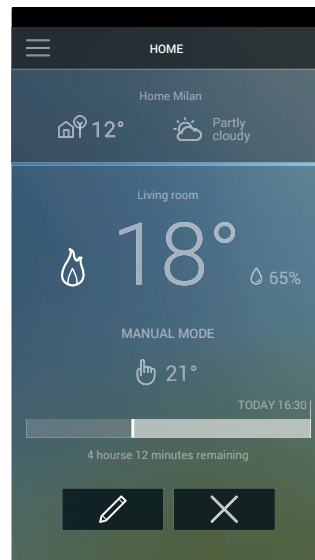 HOME
Home Milan
12° Partly
cloudy
Living room
18°
65%
MANUAL MODE
21°
TODAY 16:30
4 hourse 12 minutes remaining